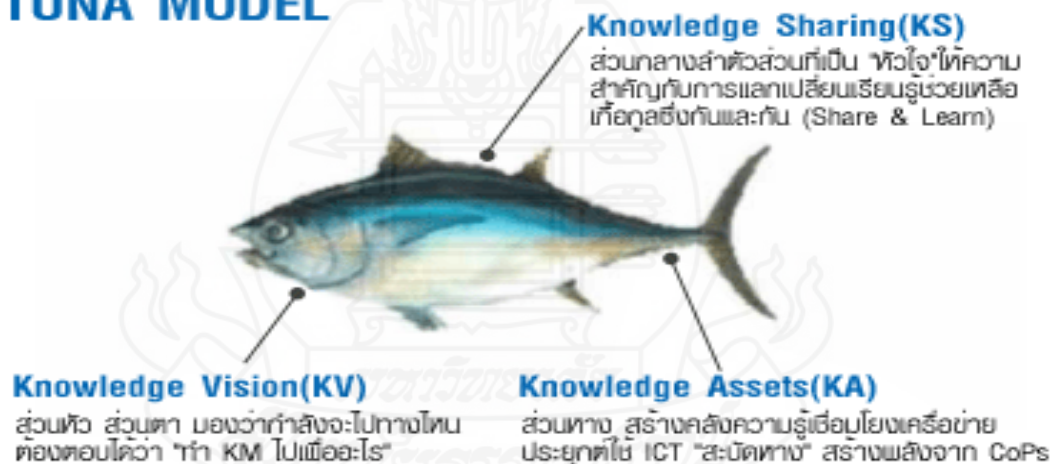 TUNA MODEL
Knowledge Sharing(KS)
ส่วนกลางลำตัวส่วนที่เป็น "หัวใจ"ให้ความ
สำคัญกับการแลกเปลี่ยนเรียนรู้ช่วยเหลือ
เกื้อกูลซึ่งกันและกัน (Share & Learn)
Knowledge Vision(KV)
ส่วนหัว ส่วนตา มองว่ากำลังจะไปทางไหน
ต้องตอบได้ว่า "ทำ KM ไปเพื่ออะไร"
Knowledge Assets(KA)
ส่วนหาง สร้างคลังความรู้เชื่อมโยงเครือข่าย
ประยุกต์ใช้ ICT "สะบัดหาง" สร้างพลังจาก CoPs